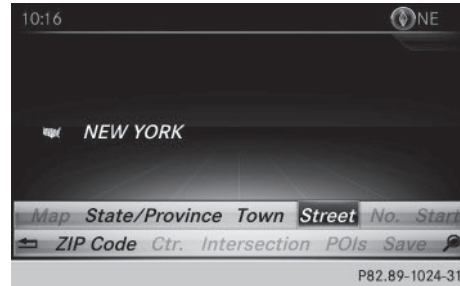 10:16 NE
NEW YORK
Map State/Province Town Street No. Start
ZIP Code Ctr. Intersection POIs Save
P82.89-1024-31